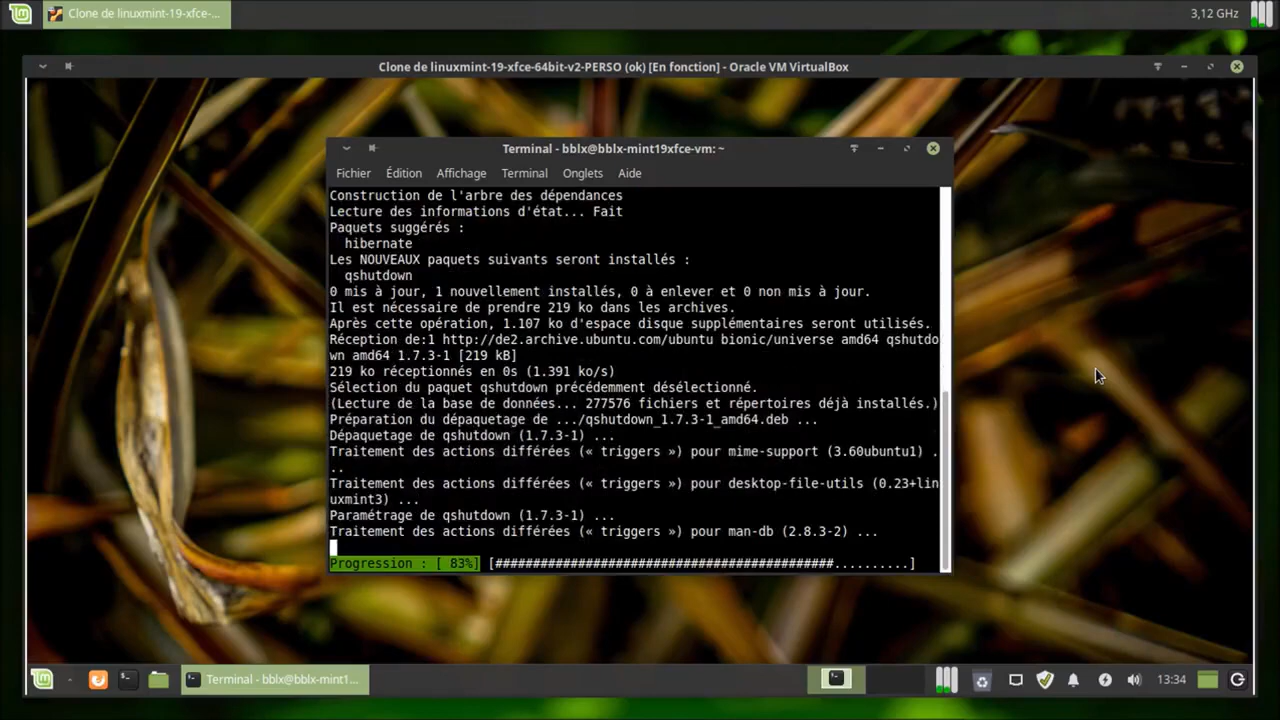 Clone de linuxmint-19-xfce-...
3,12 GHz
Clone de linuxmint-19-xfce-64bit-v2-PERSO (ok) [En fonction] - Oracle VM VirtualBox
Terminal - bblx@bblx-mint19xfce-vm: ~
Fichier Édition Affichage Terminal Onglets Aide
Construction de l'arbre des dépendances
Lecture des informations d'état... Fait
Paquets suggérés :
hibernate
Les NOUVEAUX paquets suivants seront installés :
qshutdown
0 mis à jour, 1 nouvellement installés, 0 à enlever et 0 non mis à jour.
Il est nécessaire de prendre 219 ko dans les archives.
Après cette opération, 1.107 ko d'espace disque supplémentaires seront utilisés.
Réception de:1 http://de2.archive.ubuntu.com/ubuntu bionic/universe amd64 qshutdo
wn amd64 1.7.3-1 [219 kB]
219 ko réceptionnés en 0s (1.391 ko/s)
Sélection du paquet qshutdown précédemment désélectionné.
(Lecture de la base de données... 277576 fichiers et répertoires déjà installés.)
Préparation du dépaquetage de .../qshutdown_1.7.3-1_amd64.deb ...
Dépaquetage de qshutdown (1.7.3-1) ...
Traitement des actions différées (« triggers ») pour mime-support (3.60ubuntu1) .
..
Traitement des actions différées (« triggers ») pour desktop-file-utils (0.23+lin
uxmint3) ...
Paramétrage de qshutdown (1.7.3-1) ...
Traitement des actions différées (« triggers ») pour man-db (2.8.3-2) ...
Progression : [ 83%] [##############################################..........]
Terminal - bblx@bblx-mint1...
13:34